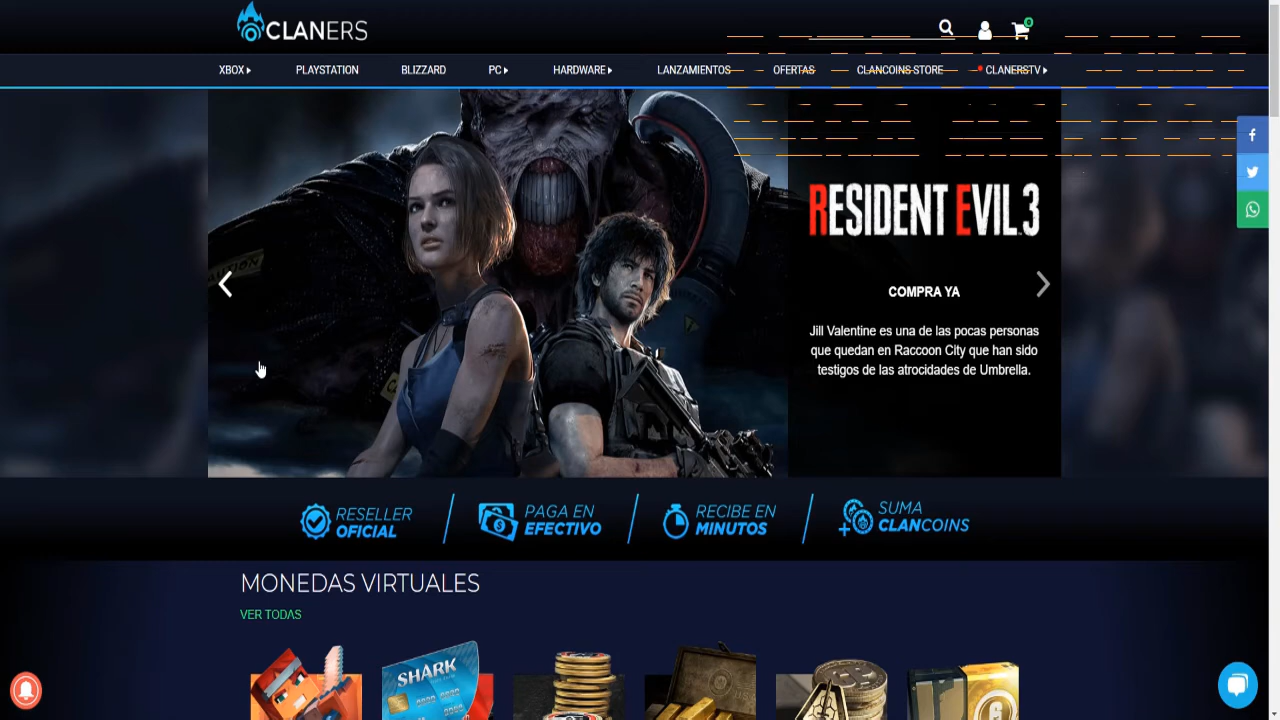 CLANERS
0
XBOX PLAYSTATION BLIZZARD PC HARDWARE LANZAMIENTOS OFERTAS CLANCOINS STORE CLANERSTV
RESIDENT EVIL 3
COMPRA YA
Jill Valentine es una de las pocas personas
que quedan en Raccoon City que han sido
testigos de las atrocidades de Umbrella.
RESELLER
OFICIAL
PAGA EN
EFECTIVO
RECIBE EN
MINUTOS
SUMA
CLANCOINS
MONEDAS VIRTUALES
VER TODAS
SHARK